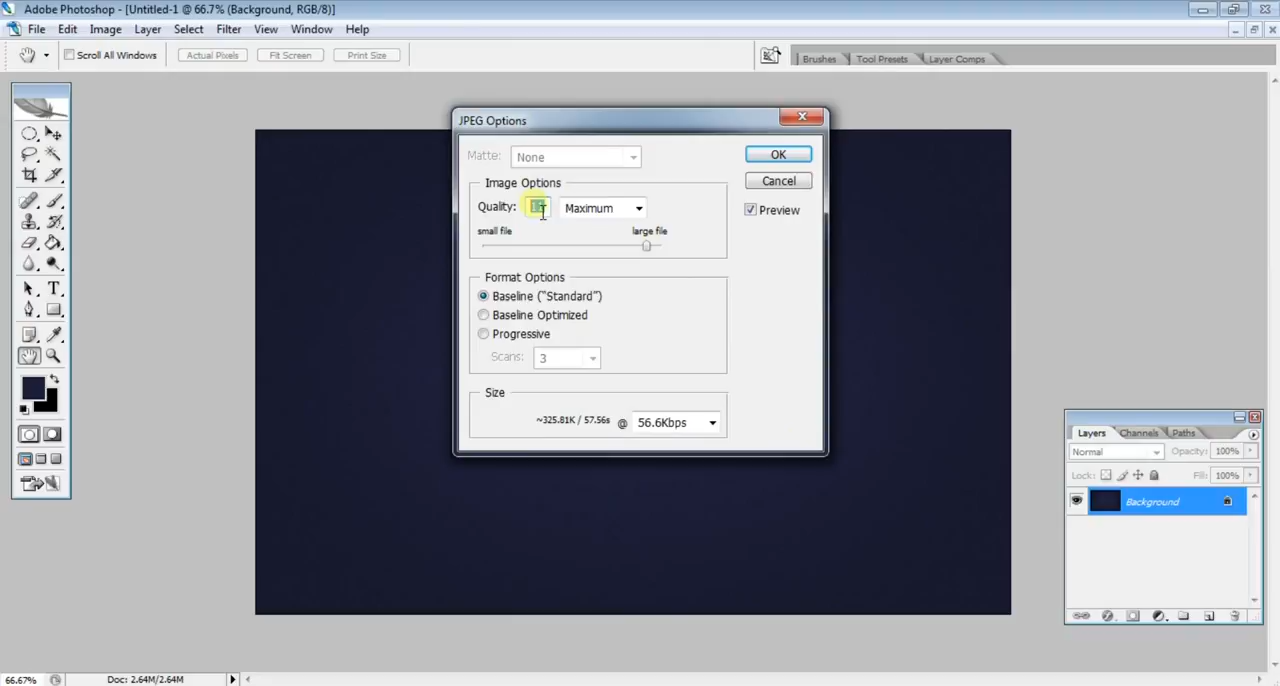 Adobe Photoshop - [Untitled-1 @ 66.7% (Background, RGB/8)]
File Edit Image Layer Select Filter View Window Help
Scroll All Windows Actual Pixels Fit Screen Print Size Brushes Tool Presets Layer Comps
JPEG Options
Matte: None OK
Image Options Cancel
Quality: Maximum Preview
small file large file
Format Options
Baseline ("Standard")
Baseline Optimized
Progressive
Scans: 3
Size
~325.81K / 57.56s @ 56.6Kbps
Layers Channels Paths
Normal Opacity: 100%
Lock: Fill: 100%
Background
66.67% Doc: 2.64M/2.64M